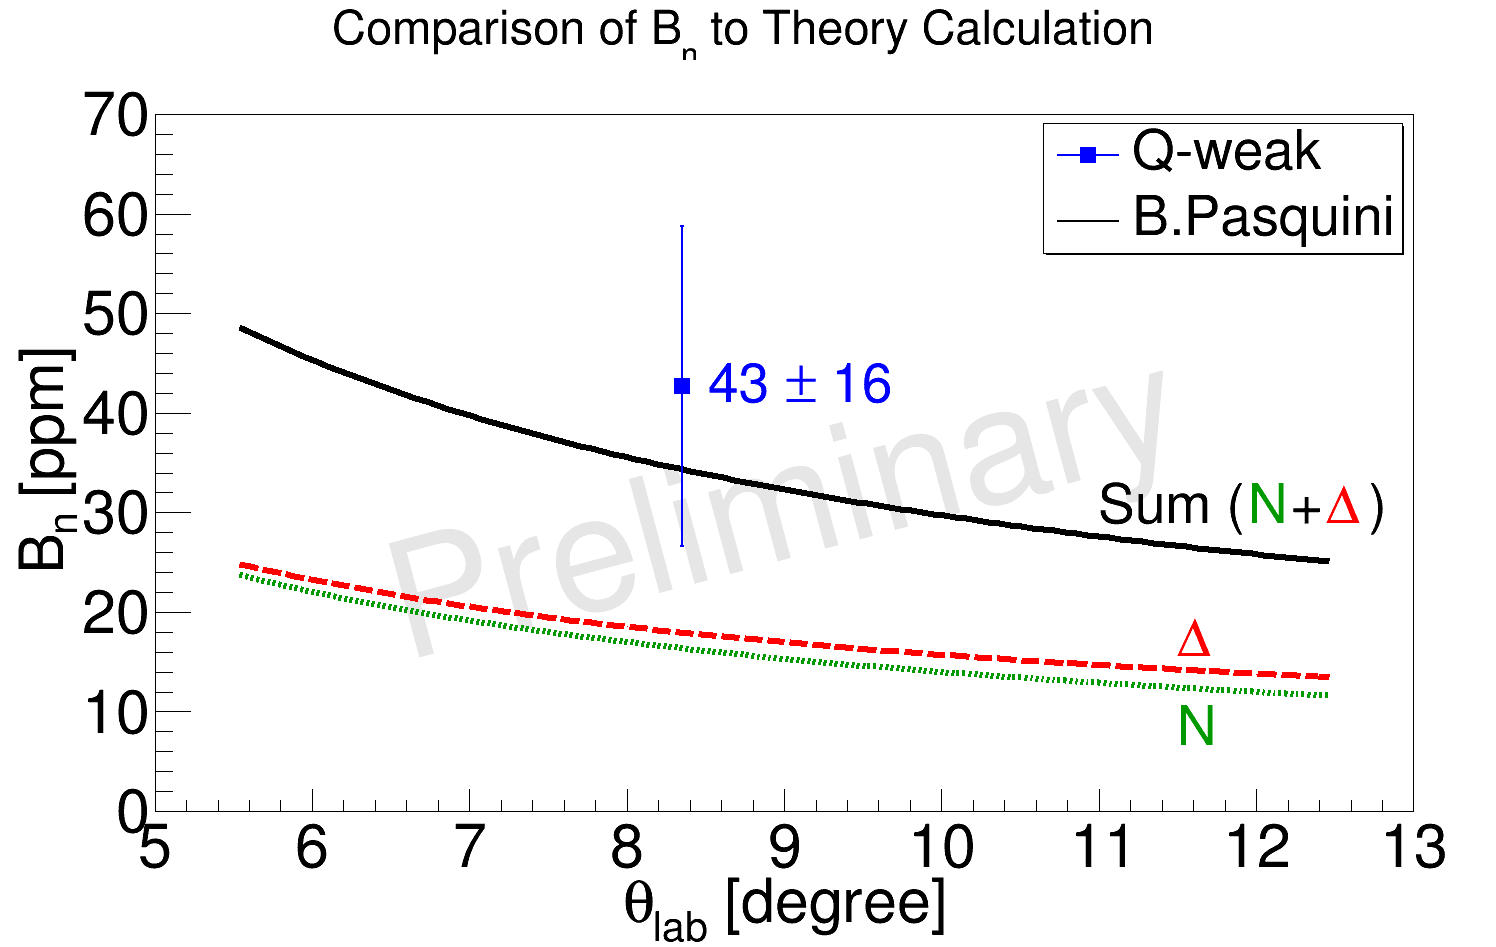 Comparison of Bn to Theory Calculation
70
60
50
40
30
20
10
0
Bn [ppm]
Q-weak
B.Pasquini
43 ± 16
Preliminary
Sum (N+Δ)
Δ
N
5 6 7 8 9 10 11 12 13
θlab [degree]